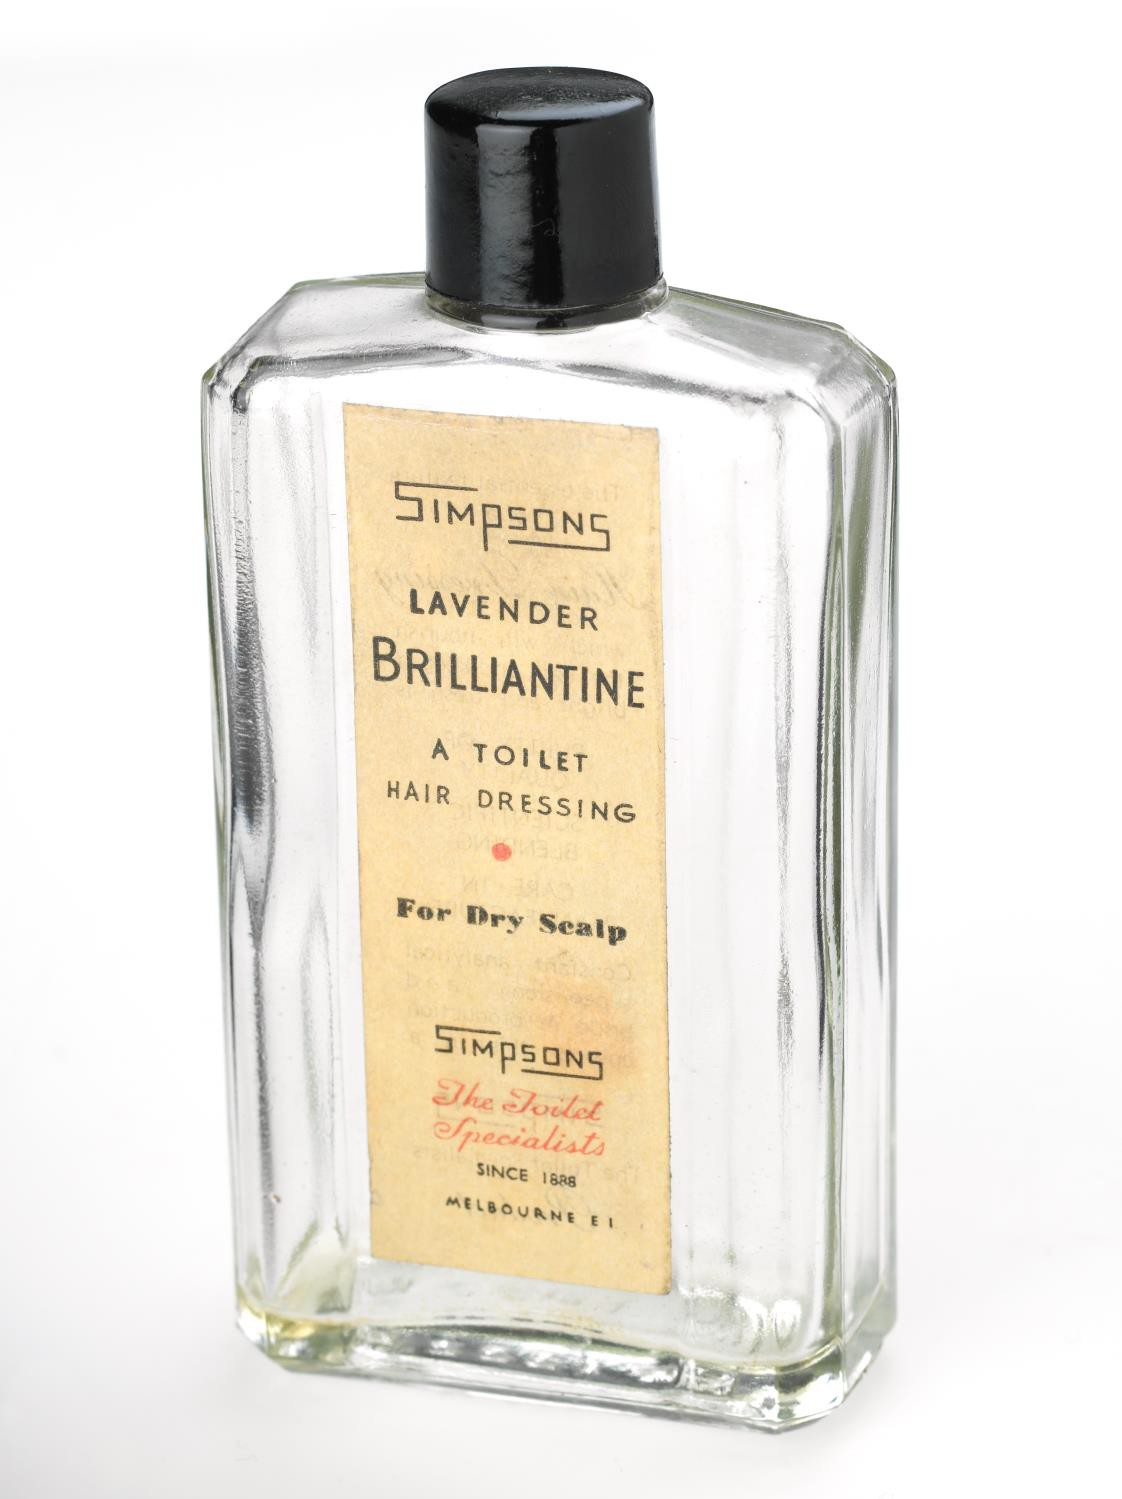 SIMPSONS
LAVENDER
BRILLIANTINE
A TOILET
HAIR DRESSING
For Dry Scalp
SIMPSONS
The Toilet
Specialists
SINCE 1888
MELBOURNE E1